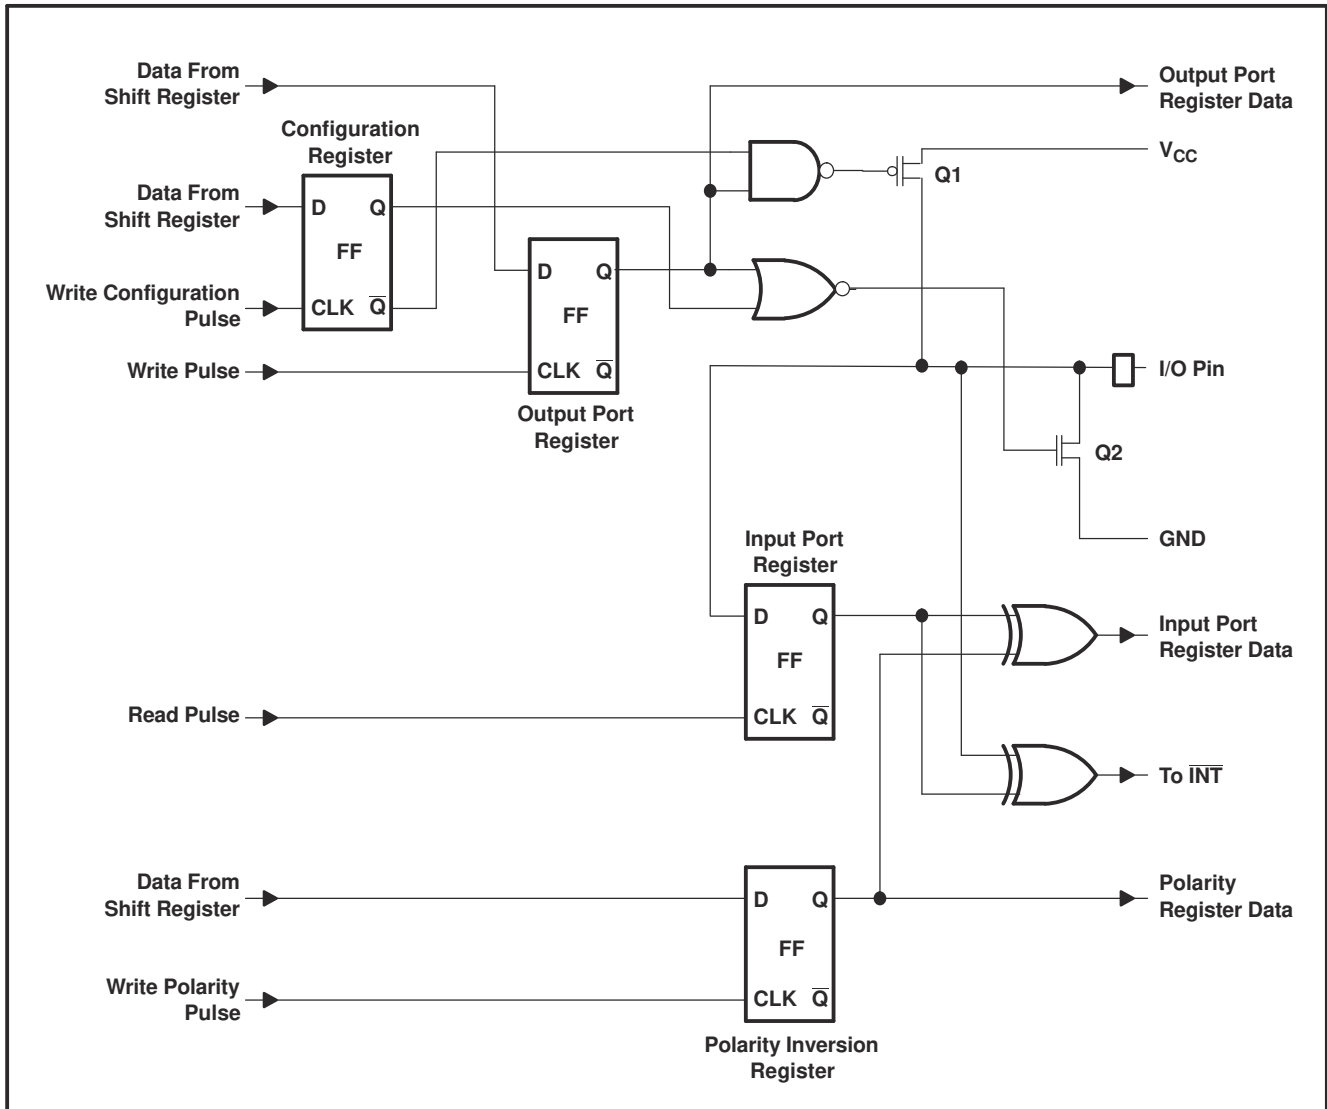 Data From
Shift Register
Output Port
Register Data
Configuration
Register
VCC
Q1
Data From
Shift Register
D
Q
FF
CLK
Q
Write Configuration
Pulse
D
Q
FF
CLK
Q
Write Pulse
Output Port
Register
I/O Pin
Q2
GND
Input Port
Register
D
Q
FF
CLK
Q
Input Port
Register Data
Read Pulse
To INT
Data From
Shift Register
D
Q
FF
CLK
Q
Polarity
Register Data
Write Polarity
Pulse
Polarity Inversion
Register